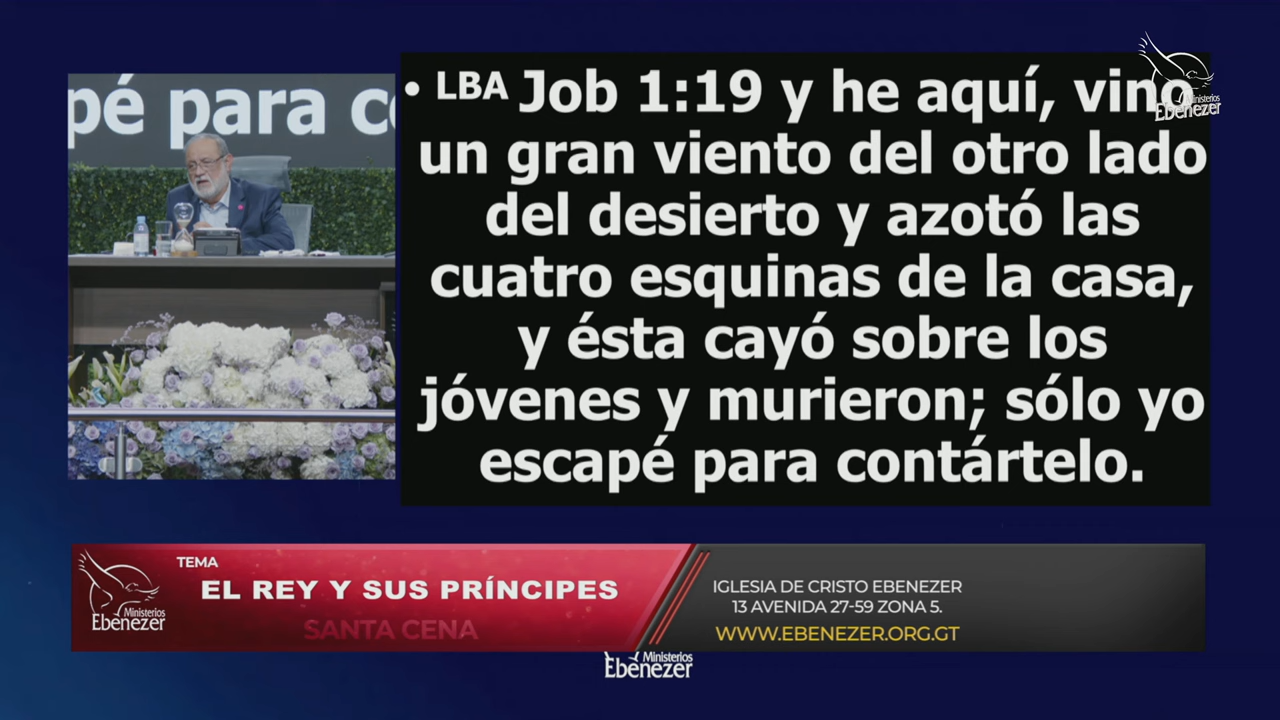 pé para co
• LBA Job 1:19 y he aquí, vino
un gran viento del otro lado
del desierto y azotó las
cuatro esquinas de la casa,
y ésta cayó sobre los
jóvenes y murieron; sólo yo
escapé para contártelo.
Ministerios
Ebenezer
TEMA
EL REY Y SUS PRÍNCIPES
SANTA CENA
Ministerios
Ebenezer
IGLESIA DE CRISTO EBENEZER
13 AVENIDA 27-59 ZONA 5.
WWW.EBENEZER.ORG.GT
Ministerios
Ebenezer